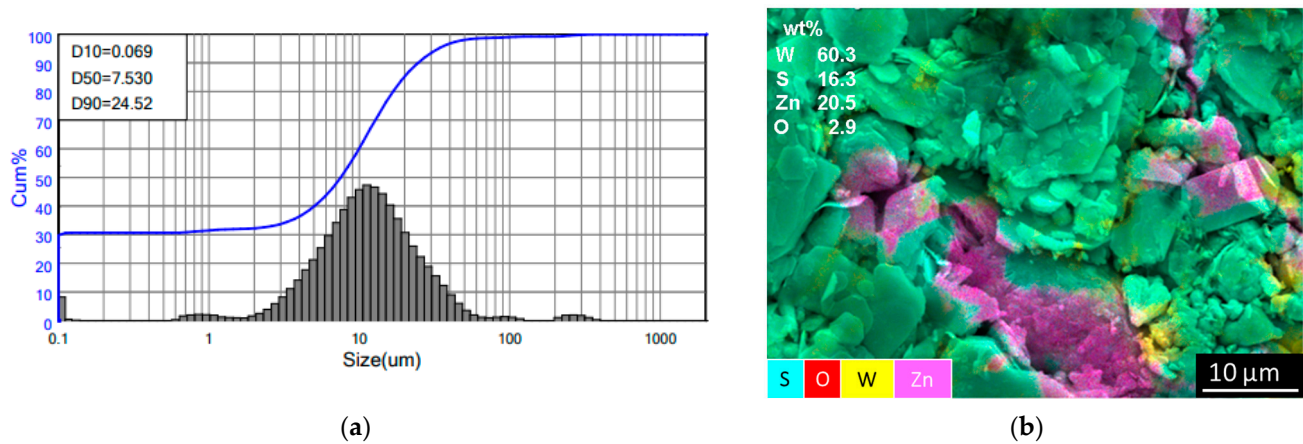 D10=0.069
D50=7.530
D90=24.52
Cum%
100
90
80
70
60
50
40
30
20
10
0
0.1 1 10 100 1000
Size(um)
(a)
wt%
W 60.3
S 16.3
Zn 20.5
O 2.9
S O W Zn
10 µm
(b)